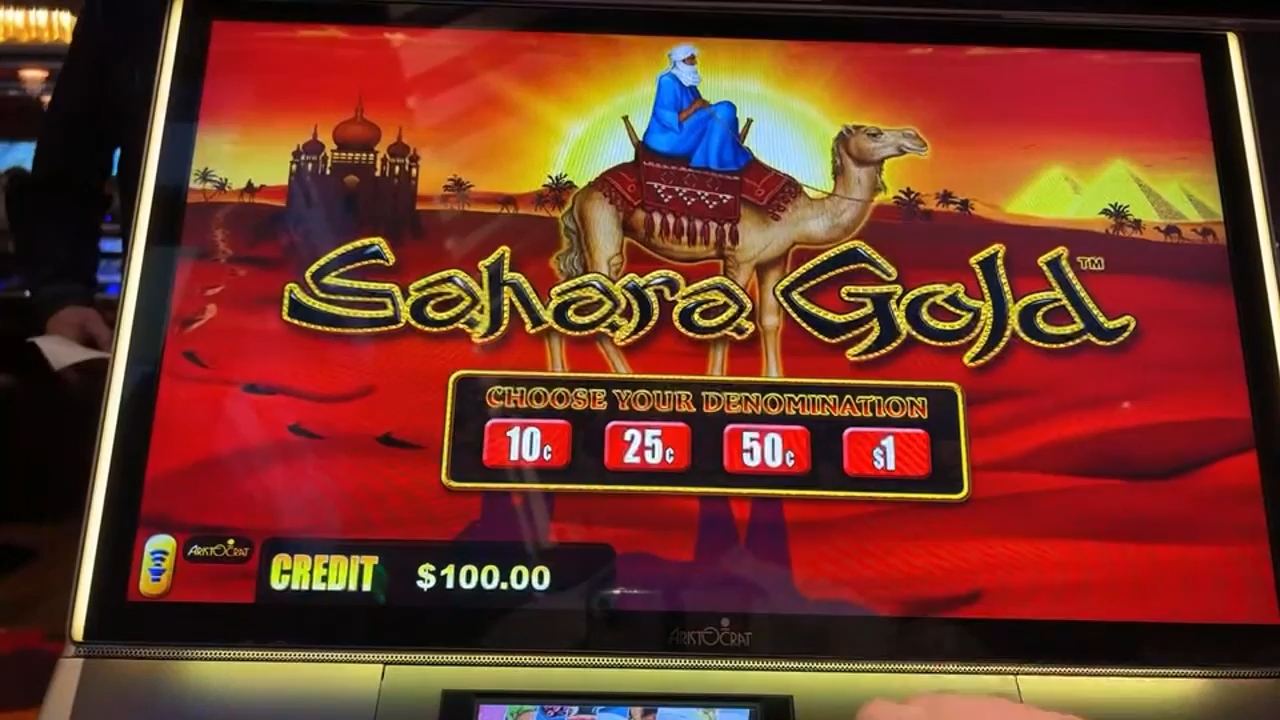 Sahara Gold™
CHOOSE YOUR DENOMINATION
10¢ 25¢ 50¢ $1
ARISTOCRAT
CREDIT $100.00
ARISTOCRAT